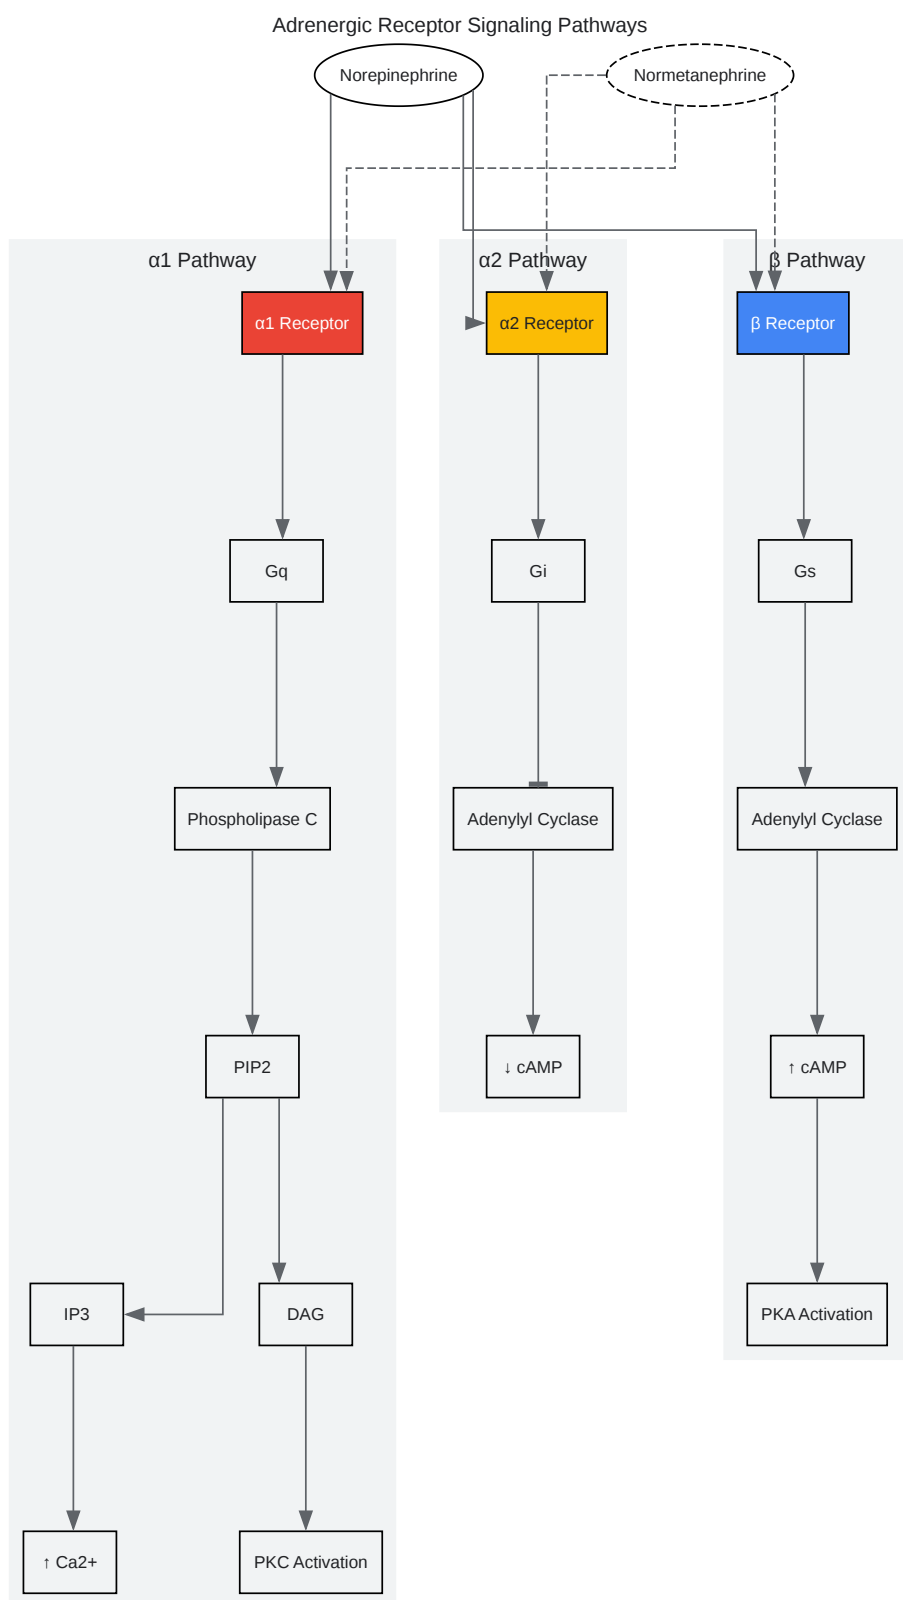 Adrenergic Receptor Signaling Pathways
Norepinephrine
Normetanephrine
α1 Pathway
α2 Pathway
β Pathway
α1 Receptor
α2 Receptor
β Receptor
Gq
Gi
Gs
Phospholipase C
Adenylyl Cyclase
Adenylyl Cyclase
PIP2
↓ cAMP
↑ cAMP
IP3
DAG
PKA Activation
↑ Ca2+
PKC Activation